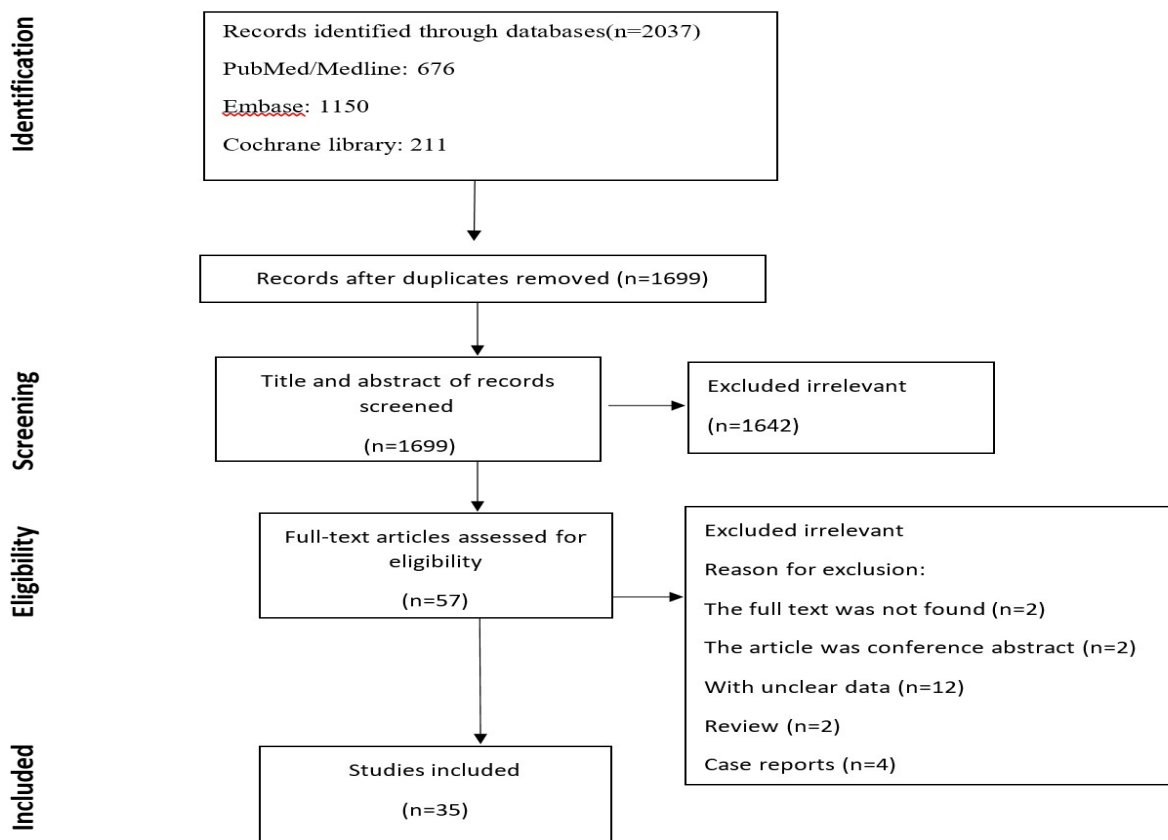 Identification
Records identified through databases(n=2037)
PubMed/Medline: 676
Embase: 1150
Cochrane library: 211
Records after duplicates removed (n=1699)
Screening
Title and abstract of records
screened
(n=1699)
Excluded irrelevant
(n=1642)
Eligibility
Full-text articles assessed for
eligibility
(n=57)
Excluded irrelevant
Reason for exclusion:
The full text was not found (n=2)
The article was conference abstract (n=2)
With unclear data (n=12)
Review (n=2)
Case reports (n=4)
Included
Studies included
(n=35)